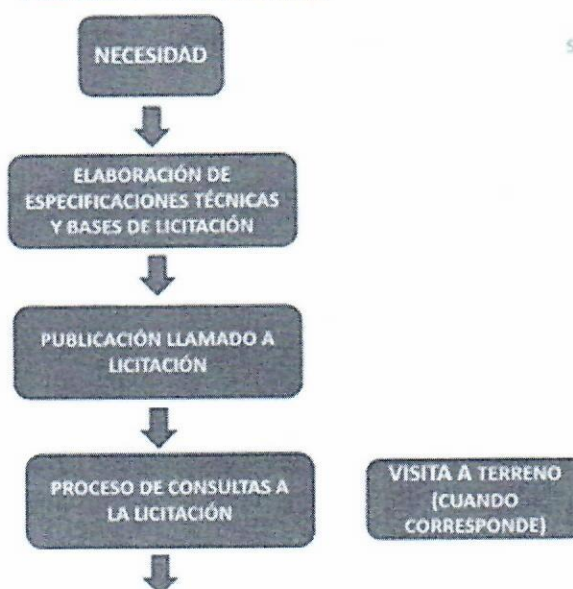 NECESIDAD
ELABORACIÓN DE
ESPECIFICACIONES TÉCNICAS
Y BASES DE LICITACIÓN
PUBLICACIÓN LLAMADO A
LICITACIÓN
PROCESO DE CONSULTAS A
LA LICITACIÓN
VISITA A TERRENO
(CUANDO
CORRESPONDE)